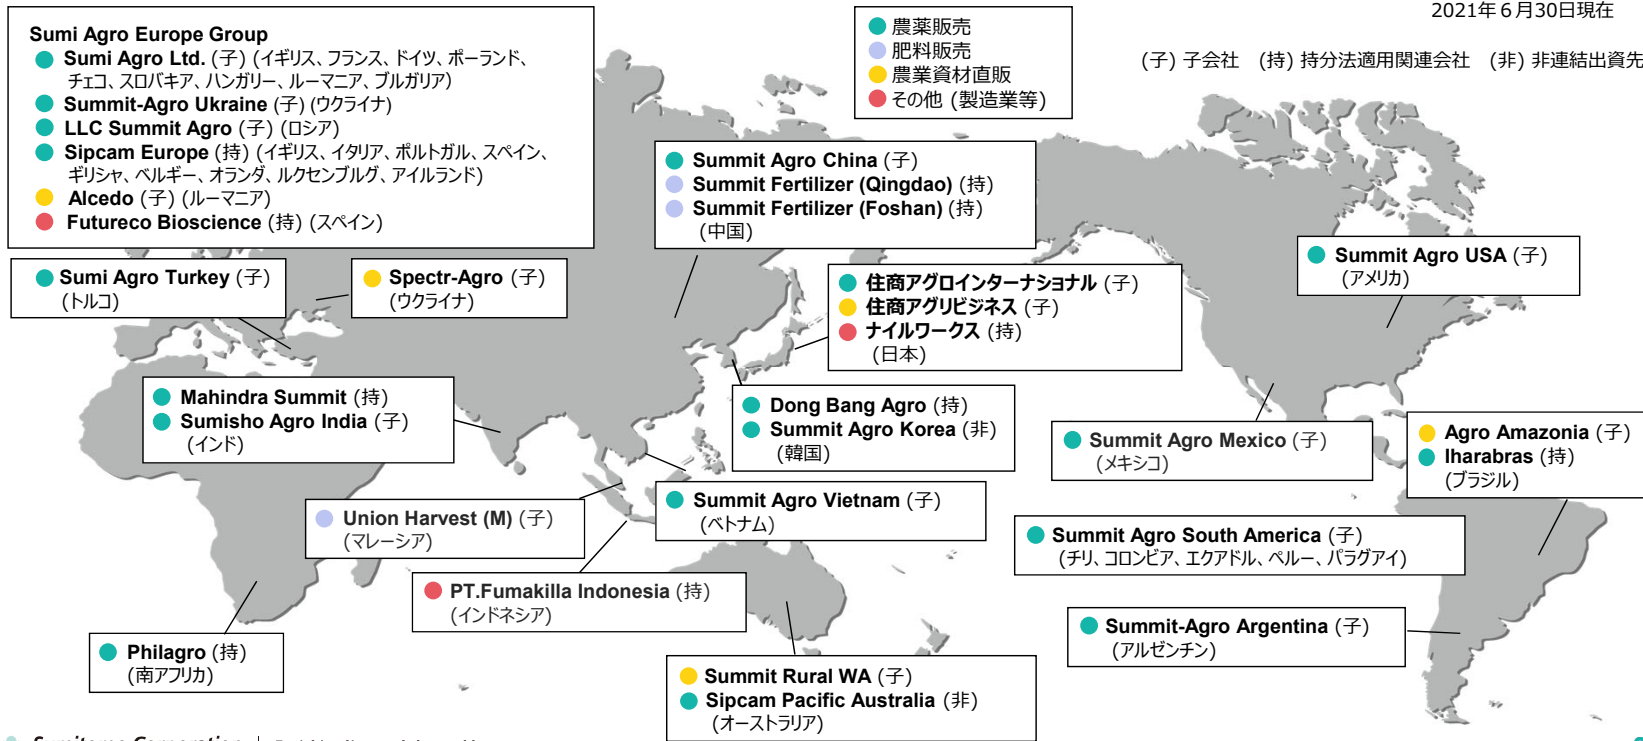 2021年６月30日現在
(子) 子会社　(持) 持分法適用関連会社　(非) 非連結出資先
農薬販売
肥料販売
農業資材直販
その他 (製造業等)
Sumi Agro Europe Group
Sumi Agro Ltd. (子) (イギリス、フランス、ドイツ、ポーランド、
チェコ、スロバキア、ハンガリー、ルーマニア、ブルガリア)
Summit-Agro Ukraine (子) (ウクライナ)
LLC Summit Agro (子) (ロシア)
Sipcam Europe (持) (イギリス、イタリア、ポルトガル、スペイン、
ギリシャ、ベルギー、オランダ、ルクセンブルグ、アイルランド)
Alcedo (子) (ルーマニア)
Futureco Bioscience (持) (スペイン)
Summit Agro China (子)
Summit Fertilizer (Qingdao) (持)
Summit Fertilizer (Foshan) (持)
(中国)
Sumi Agro Turkey (子)
(トルコ)
Spectr-Agro (子)
(ウクライナ)
住商アグロインターナショナル (子)
住商アグリビジネス (子)
ナイルワークス (持)
(日本)
Summit Agro USA (子)
(アメリカ)
Mahindra Summit (持)
Sumisho Agro India (子)
(インド)
Dong Bang Agro (持)
Summit Agro Korea (非)
(韓国)
Summit Agro Mexico (子)
(メキシコ)
Agro Amazonia (子)
Iharabras (持)
(ブラジル)
Union Harvest (M) (子)
(マレーシア)
Summit Agro Vietnam (子)
(ベトナム)
Summit Agro South America (子)
(チリ、コロンビア、エクアドル、ペルー、パラグアイ)
PT.Fumakilla Indonesia (持)
(インドネシア)
Summit-Agro Argentina (子)
(アルゼンチン)
Philagro (持)
(南アフリカ)
Summit Rural WA (子)
Sipcam Pacific Australia (非)
(オーストラリア)